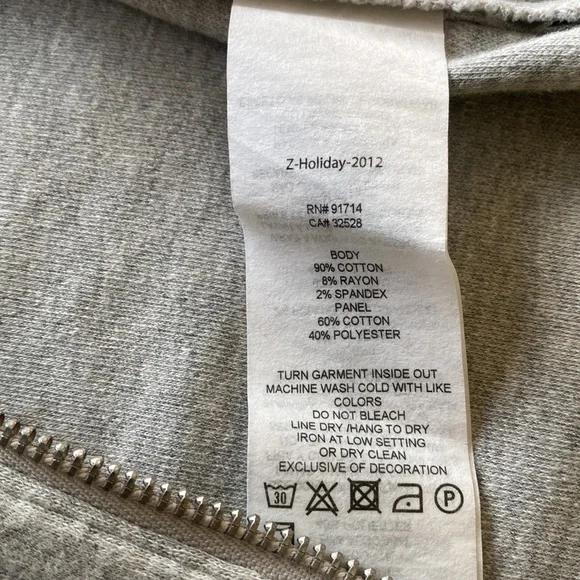 Z-Holiday-2012
RN# 91714
CA# 32528
BODY
90% COTTON
8% RAYON
2% SPANDEX
PANEL
60% COTTON
40% POLYESTER
TURN GARMENT INSIDE OUT
MACHINE WASH COLD WITH LIKE
COLORS
DO NOT BLEACH
LINE DRY /HANG TO DRY
IRON AT LOW SETTING
OR DRY CLEAN
EXCLUSIVE OF DECORATION
30 P